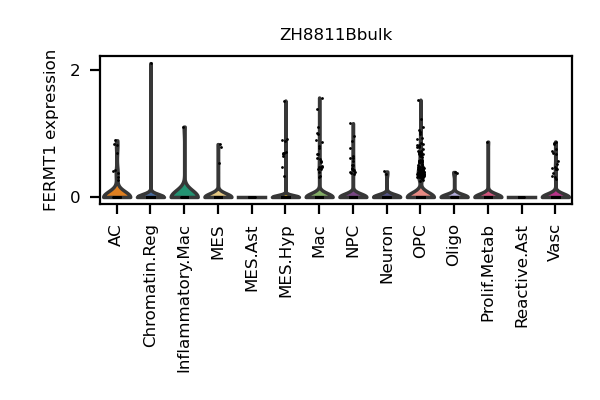 ZH8811Bbulk
FERMT1 expression
2
0
AC
Chromatin.Reg
Inflammatory.Mac
MES
MES.Ast
MES.Hyp
Mac
NPC
Neuron
OPC
Oligo
Prolif.Metab
Reactive.Ast
Vasc